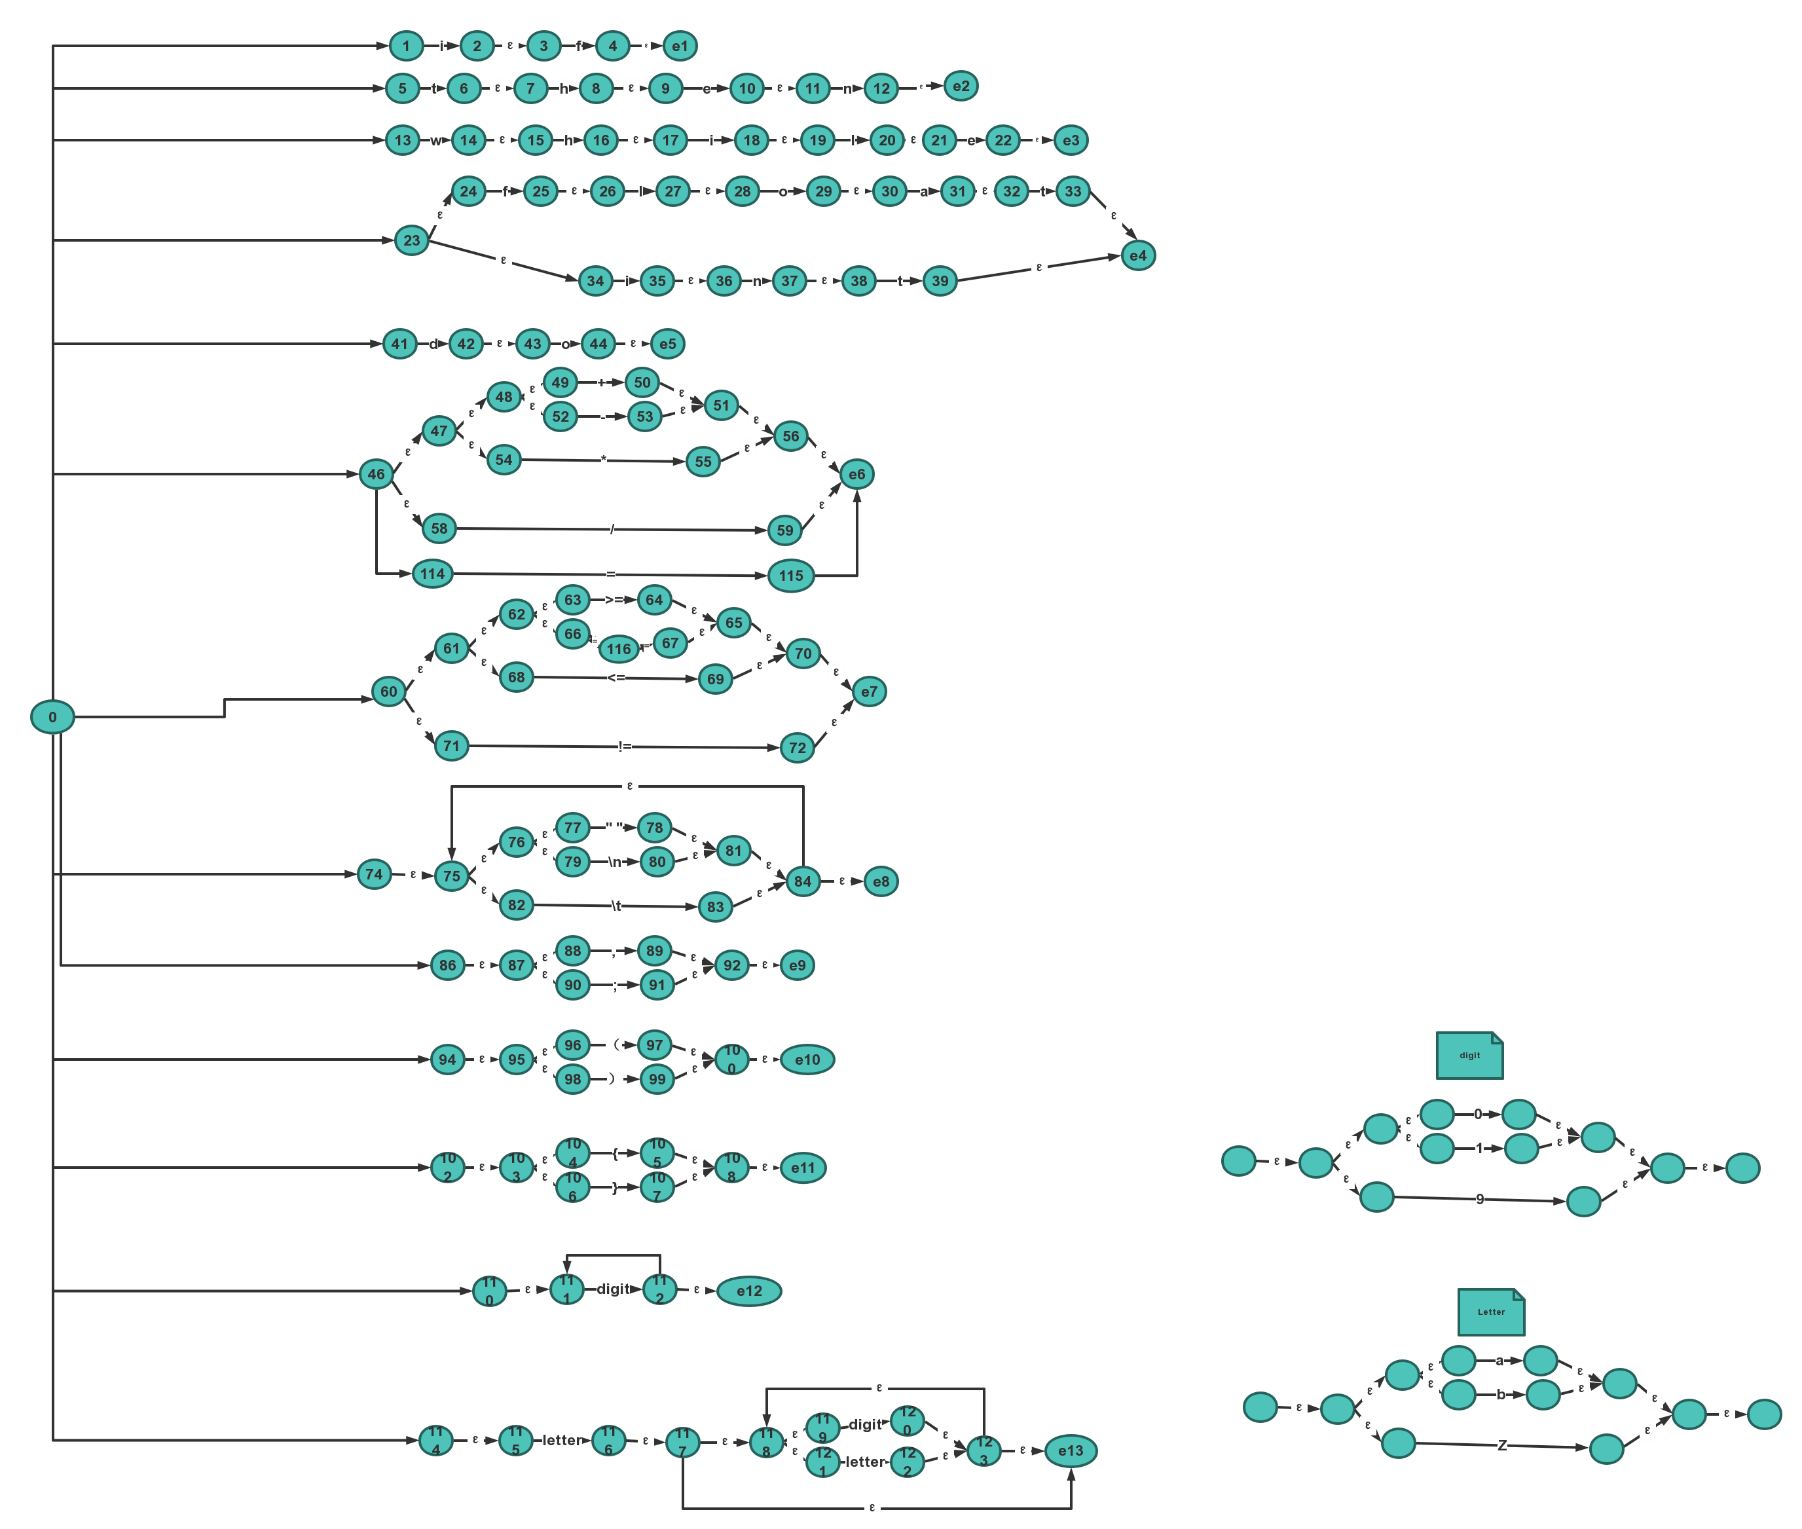 1 i 2 ε 3 f 4 ε e1
5 t 6 ε 7 h 8 ε 9 e 10 ε 11 n 12 ε e2
13 w 14 ε 15 h 16 ε 17 i 18 ε 19 l 20 ε 21 e 22 ε e3
24 f 25 ε 26 l 27 ε 28 o 29 ε 30 a 31 ε 32 t 33
ε ε
23 ε ε e4
34 i 35 ε 36 n 37 ε 38 t 39
41 d 42 ε 43 o 44 ε e5
48 ε 49 + 50 ε
ε 52 - 53 ε 51
47 ε ε ε
ε 54 * 55 ε 56
46 ε ε e6
ε 58 / 59 ε
114 = 115
62 ε 63 >= 64 ε
ε 66 116 67 ε 65
61 ε ε
ε 68 <= 69 ε 70
60 ε ε e7
ε 71 != 72 ε
0
ε
76 ε 77 " " 78 ε
ε 79 \n 80 ε 81
74 ε 75 ε ε 84 ε e8
ε 82 \t 83 ε
88 , 89
86 ε 87 ε ε ε ε 92 ε e9
90 ; 91
96 ( 97
94 ε 95 ε ε ε ε 100 ε e10
98 ) 99
104 { 105
102 ε 103 ε ε ε ε 108 ε e11
106 } 107
110 ε 111 digit 112 ε e12
ε
119 digit 120
114 ε 115 letter 116 ε 117 ε 118 ε ε ε ε 123 ε e13
121 letter 122
ε
digit
ε 0 ε
ε 1 ε
ε ε ε ε
ε 9 ε
Letter
ε a ε
ε b ε
ε ε ε ε
ε Z ε